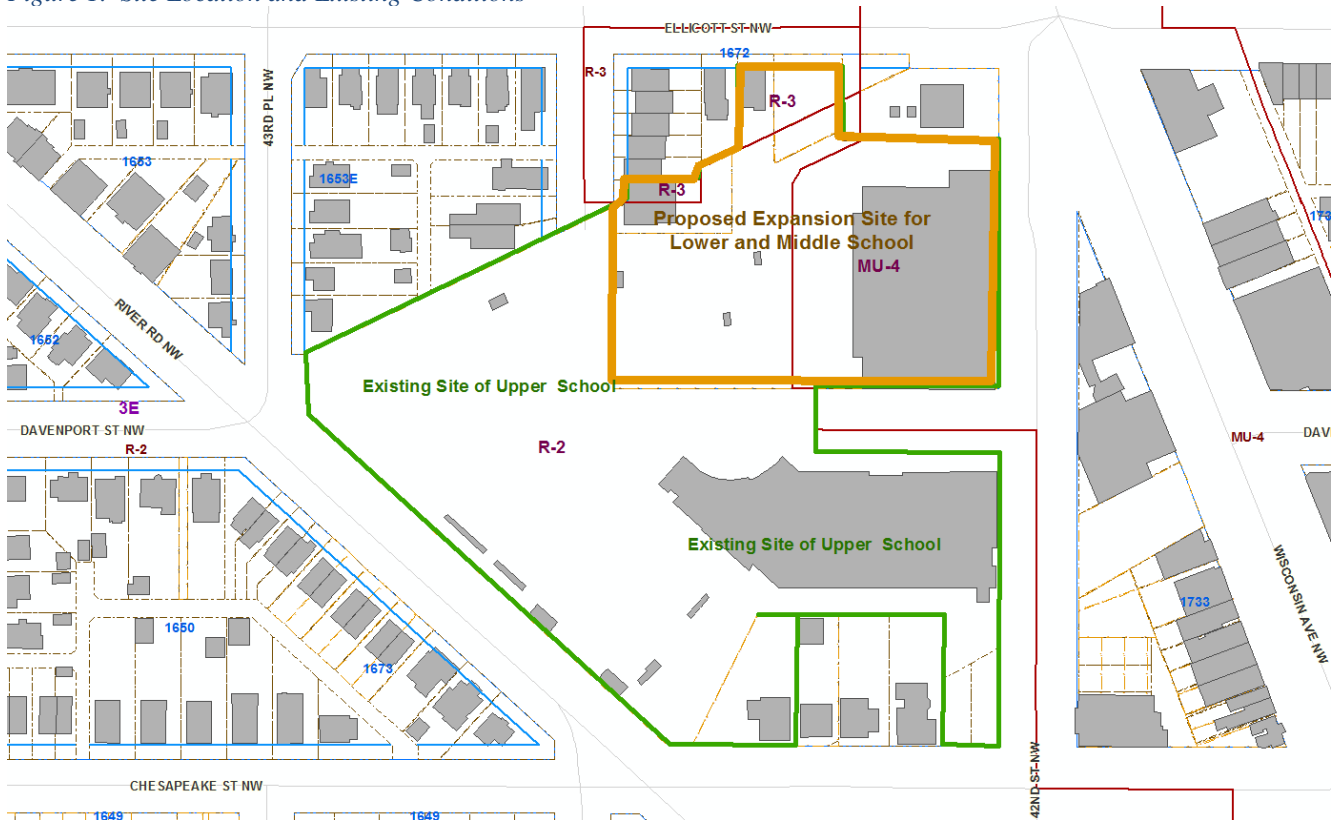 Figure 1. Site Location and Existing Conditions
ELLICOTT ST NW
1672
R-3
43RD PL NW
R-3
1653
1653E
R-3
Proposed Expansion Site for
Lower and Middle School
MU-4
173
RIVER RD NW
1652
Existing Site of Upper School
3E
DAVENPORT ST NW
R-2
R-2
MU-4
DAV
Existing Site of Upper School
WISCONSIN AVE NW
1733
1650
1673
42ND ST NW
CHESAPEAKE ST NW
1649
1649